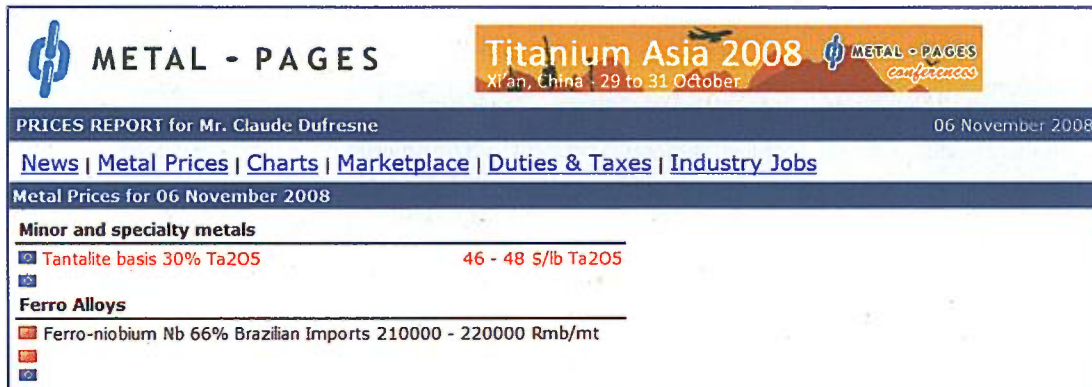 METAL - PAGES
Titanium Asia 2008
Xi'an, China - 29 to 31 October
METAL - PAGES
conferences
PRICES REPORT for Mr. Claude Dufresne 06 November 2008
News | Metal Prices | Charts | Marketplace | Duties & Taxes | Industry Jobs
Metal Prices for 06 November 2008
Minor and specialty metals
Tantalite basis 30% Ta2O5 46 - 48 $/lb Ta2O5
Ferro Alloys
Ferro-niobium Nb 66% Brazilian Imports 210000 - 220000 Rmb/mt